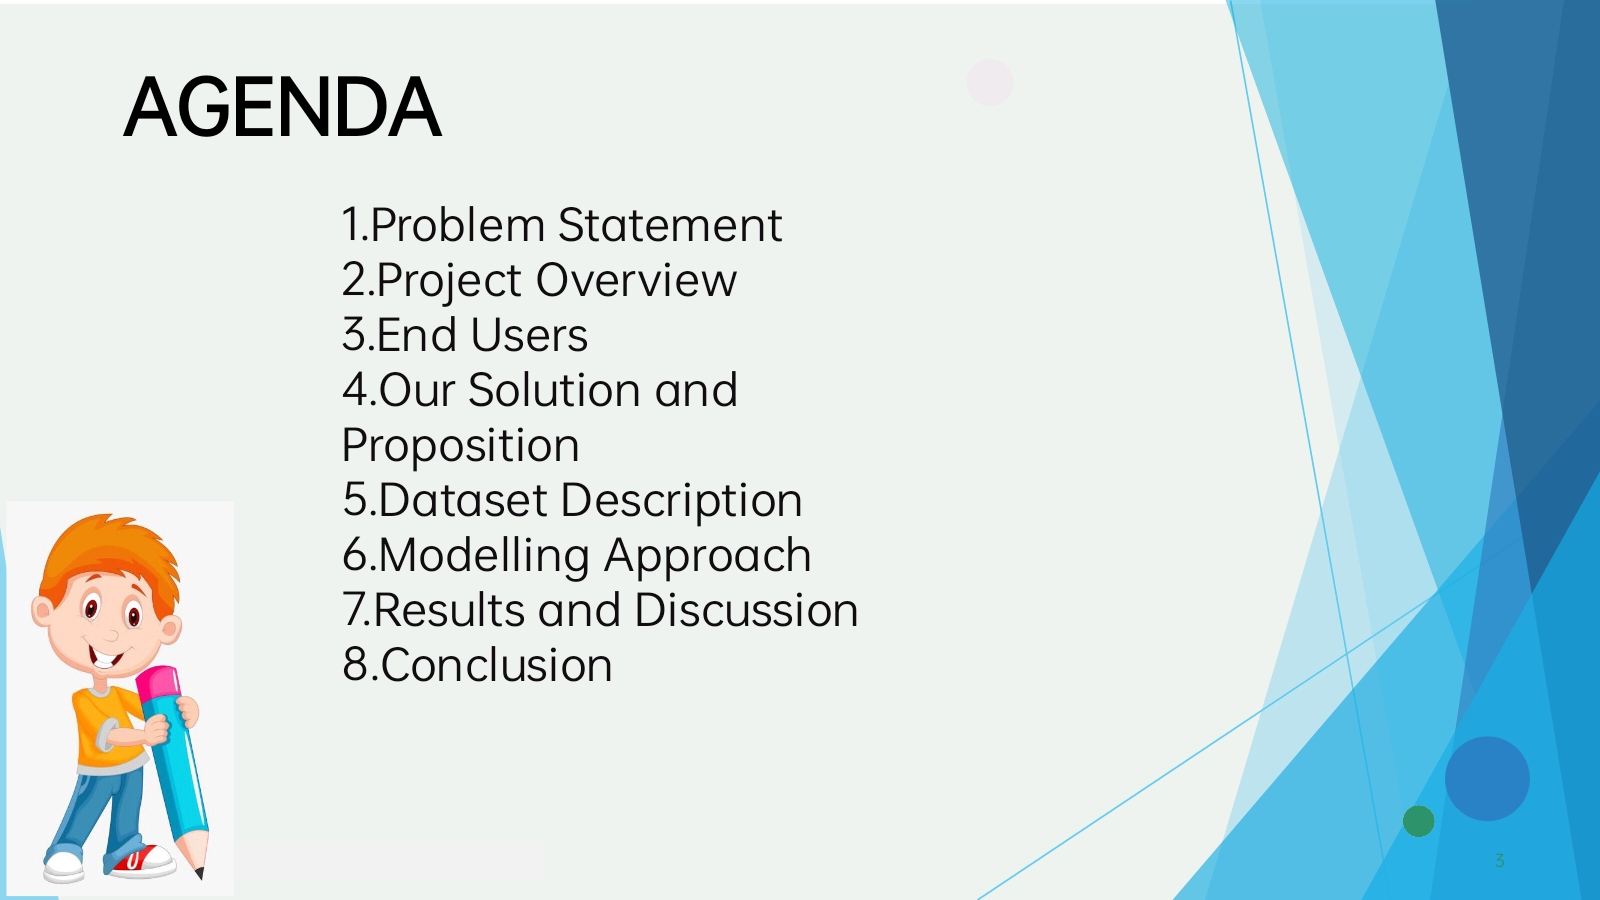 AGENDA
1.Problem Statement
2.Project Overview
3.End Users
4.Our Solution and
Proposition
5.Dataset Description
6.Modelling Approach
7.Results and Discussion
8.Conclusion
3